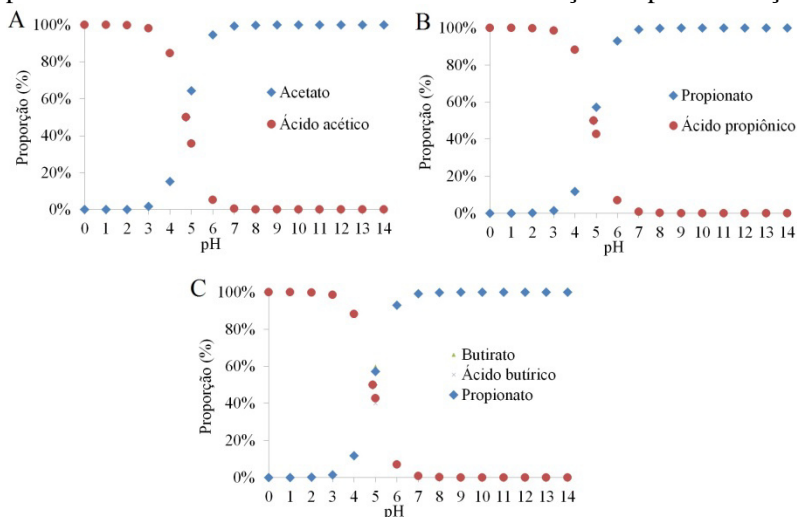 A
100%
80%
60%
40%
20%
0%
Proporção (%)
Acetato
Ácido acético
0 1 2 3 4 5 6 7 8 9 10 11 12 13 14
pH
B
100%
80%
60%
40%
20%
0%
Proporção (%)
Propionato
Ácido propiônico
0 1 2 3 4 5 6 7 8 9 10 11 12 13 14
pH
C
100%
80%
60%
40%
20%
0%
Proporção (%)
Butirato
Ácido butírico
Propionato
0 1 2 3 4 5 6 7 8 9 10 11 12 13 14
pH